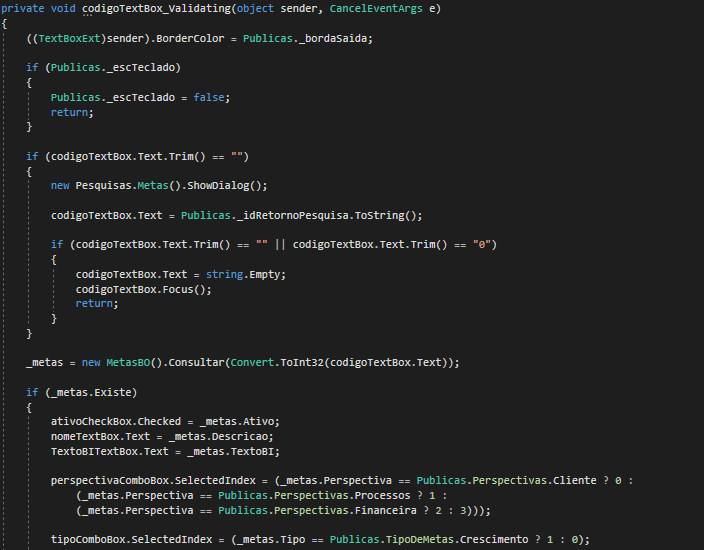 private void codigoTextBox_Validating(object sender, CancelEventArgs e)
{
    ((TextBoxExt)sender).BorderColor = Publicas._bordaSaida;

    if (Publicas._escTeclado)
    {
        Publicas._escTeclado = false;
        return;
    }

    if (codigoTextBox.Text.Trim() == "")
    {
        new Pesquisas.Metas().ShowDialog();

        codigoTextBox.Text = Publicas._idRetornoPesquisa.ToString();

        if (codigoTextBox.Text.Trim() == "" || codigoTextBox.Text.Trim() == "0")
        {
            codigoTextBox.Text = string.Empty;
            codigoTextBox.Focus();
            return;
        }
    }

    _metas = new MetasBO().Consultar(Convert.ToInt32(codigoTextBox.Text));

    if (_metas.Existe)
    {
        ativoCheckBox.Checked = _metas.Ativo;
        nomeTextBox.Text = _metas.Descricao;
        TextoBITextBox.Text = _metas.TextoBI;

        perspectivaComboBox.SelectedIndex = (_metas.Perspectiva == Publicas.Perspectivas.Cliente ? 0 :
            (_metas.Perspectiva == Publicas.Perspectivas.Processos ? 1 :
            (_metas.Perspectiva == Publicas.Perspectivas.Financeira ? 2 : 3)));

        tipoComboBox.SelectedIndex = (_metas.Tipo == Publicas.TipoDeMetas.Crescimento ? 1 : 0);